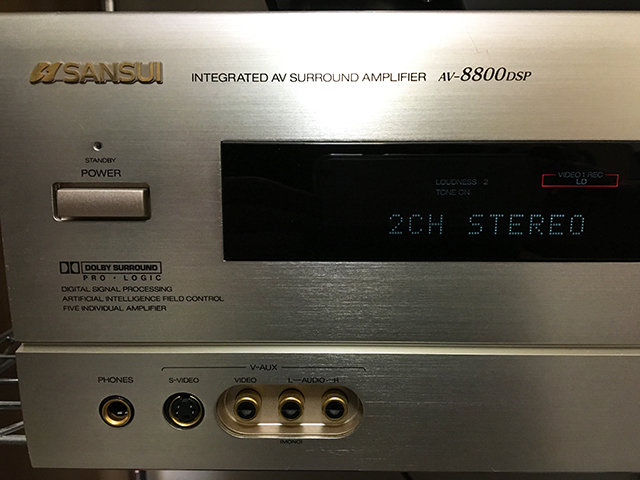 SANSUI
INTEGRATED AV SURROUND AMPLIFIER AV-8800DSP
STANDBY
POWER
LOUDNESS 2
TONE ON
VIDEO 1 REC
LD
2CH STEREO
DOLBY SURROUND
PRO · LOGIC
DIGITAL SIGNAL PROCESSING
ARTIFICIAL INTELLIGENCE FIELD CONTROL
FIVE INDIVIDUAL AMPLIFIER
V-AUX
PHONES
S-VIDEO
VIDEO
L—AUDIO—R
(MONO)